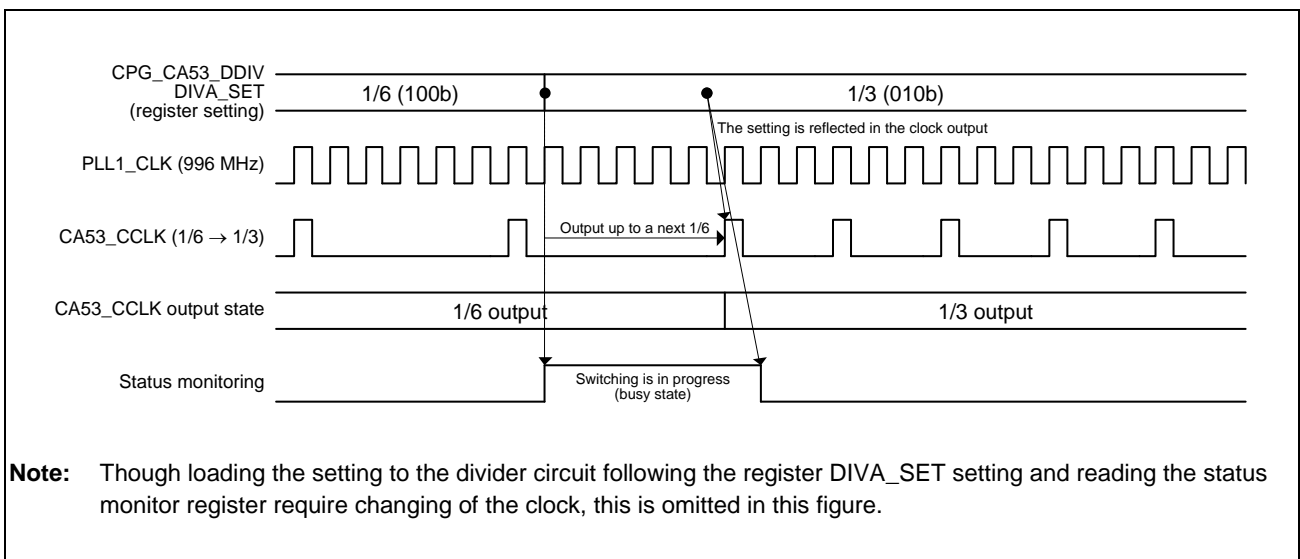 CPG_CA53_DDIV
DIVA_SET
(register setting)
1/6 (100b)
1/3 (010b)
The setting is reflected in the clock output
PLL1_CLK (996 MHz)
CA53_CCLK (1/6 → 1/3)
Output up to a next 1/6
CA53_CCLK output state
1/6 output
1/3 output
Status monitoring
Switching is in progress
(busy state)
Note: Though loading the setting to the divider circuit following the register DIVA_SET setting and reading the status
monitor register require changing of the clock, this is omitted in this figure.